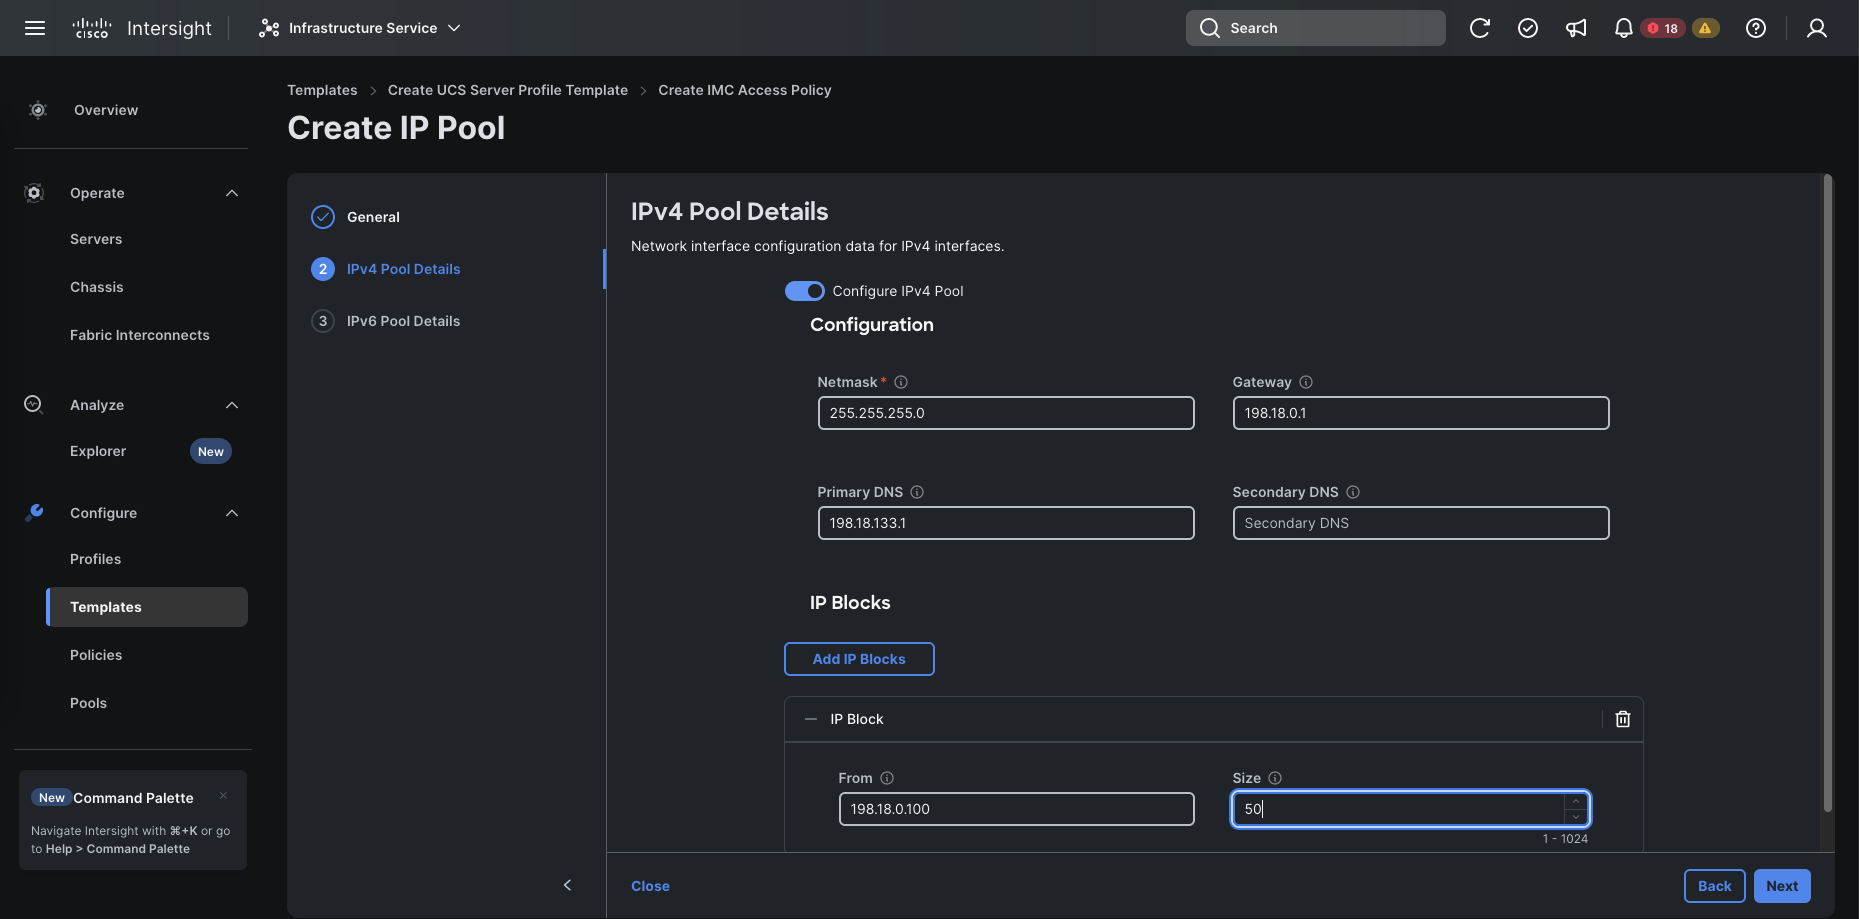 cisco Intersight
Infrastructure Service
Search
18
Overview
Operate
Servers
Chassis
Fabric Interconnects
Analyze
Explorer New
Configure
Profiles
Templates
Policies
Pools
New Command Palette ×
Navigate Intersight with ⌘+K or go
to Help > Command Palette
Templates > Create UCS Server Profile Template > Create IMC Access Policy
Create IP Pool
General
2 IPv4 Pool Details
3 IPv6 Pool Details
IPv4 Pool Details
Network interface configuration data for IPv4 interfaces.
Configure IPv4 Pool
Configuration
Netmask * Gateway
255.255.255.0 198.18.0.1
Primary DNS Secondary DNS
198.18.133.1 Secondary DNS
IP Blocks
Add IP Blocks
IP Block
From Size
198.18.0.100 50
1 - 1024
Close Back Next